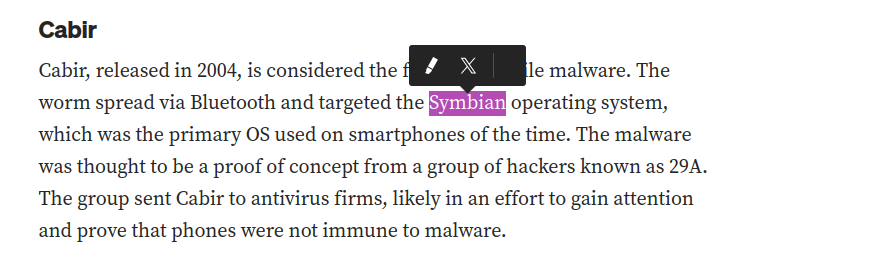 Cabir
Cabir, released in 2004, is considered the f ile malware. The
worm spread via Bluetooth and targeted the Symbian operating system,
which was the primary OS used on smartphones of the time. The malware
was thought to be a proof of concept from a group of hackers known as 29A.
The group sent Cabir to antivirus firms, likely in an effort to gain attention
and prove that phones were not immune to malware.